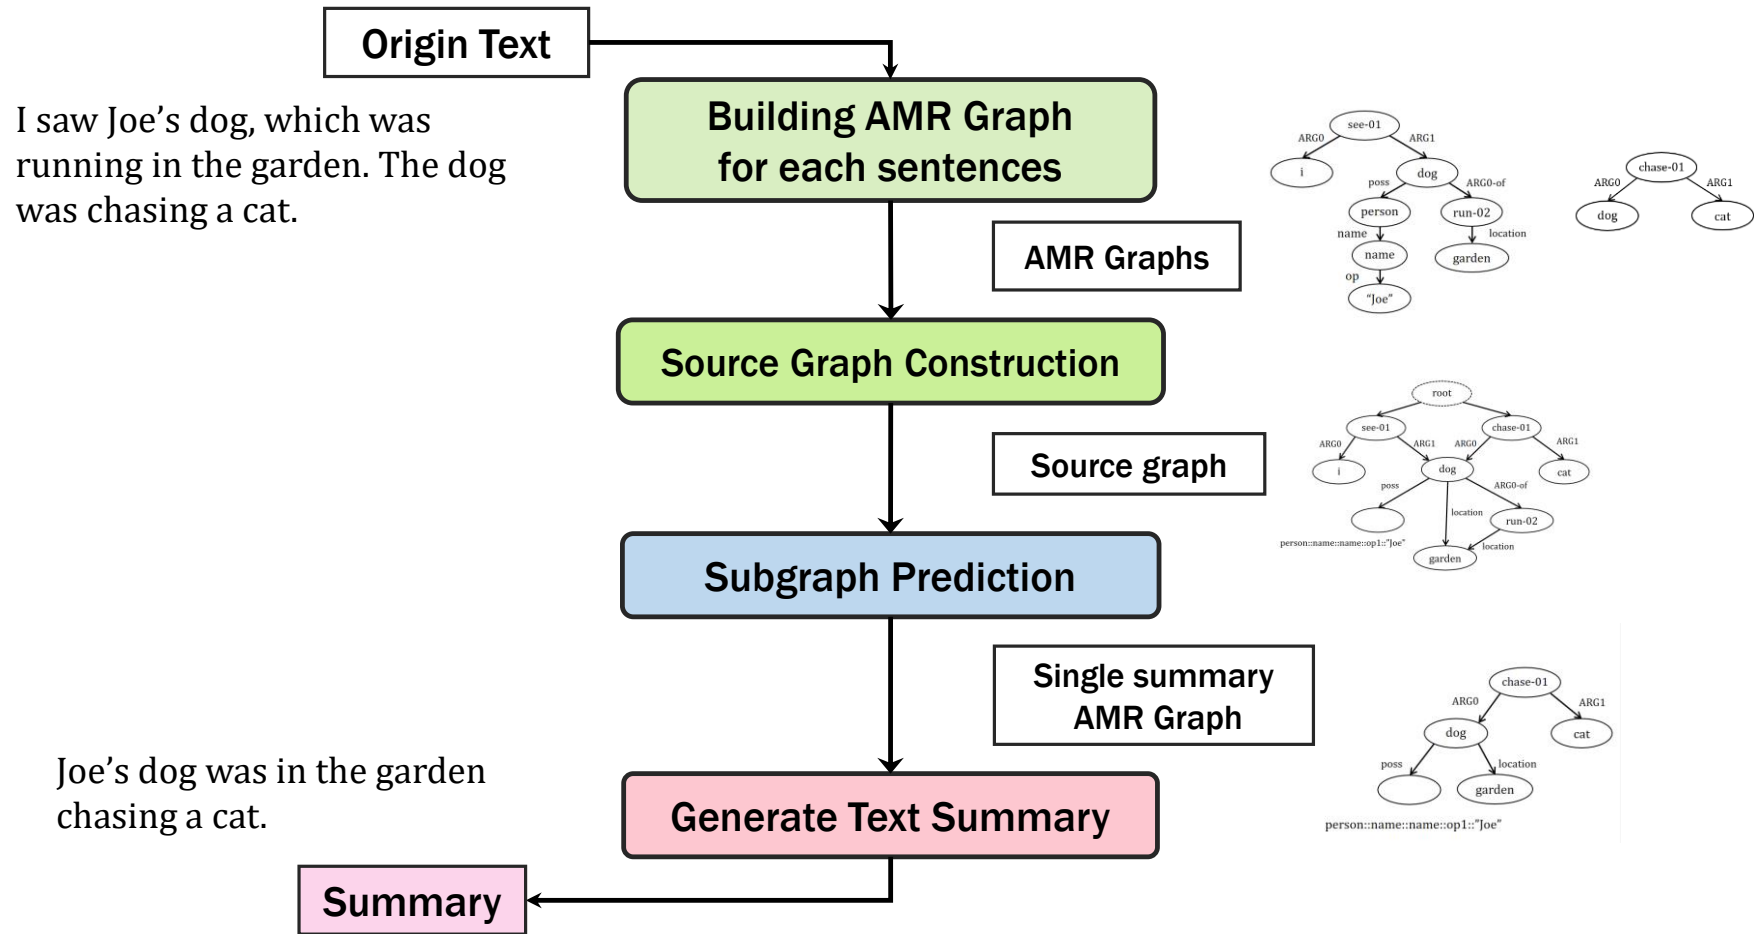 Origin Text
I saw Joe’s dog, which was
running in the garden. The dog
was chasing a cat.
Building AMR Graph
for each sentences
see-01
ARG0
ARG1
i
dog
poss
ARG0-of
person
run-02
name
location
name
garden
op
“Joe”
chase-01
ARG0
ARG1
dog
cat
AMR Graphs
Source Graph Construction
root
see-01
chase-01
ARG0
ARG1
ARG0
ARG1
i
dog
cat
poss
ARG0-of
location
run-02
person::name::name::op1::"Joe"
location
garden
Source graph
Subgraph Prediction
Single summary
AMR Graph
chase-01
ARG0
ARG1
dog
cat
poss
location
garden
person::name::name::op1::"Joe"
Joe’s dog was in the garden
chasing a cat.
Generate Text Summary
Summary